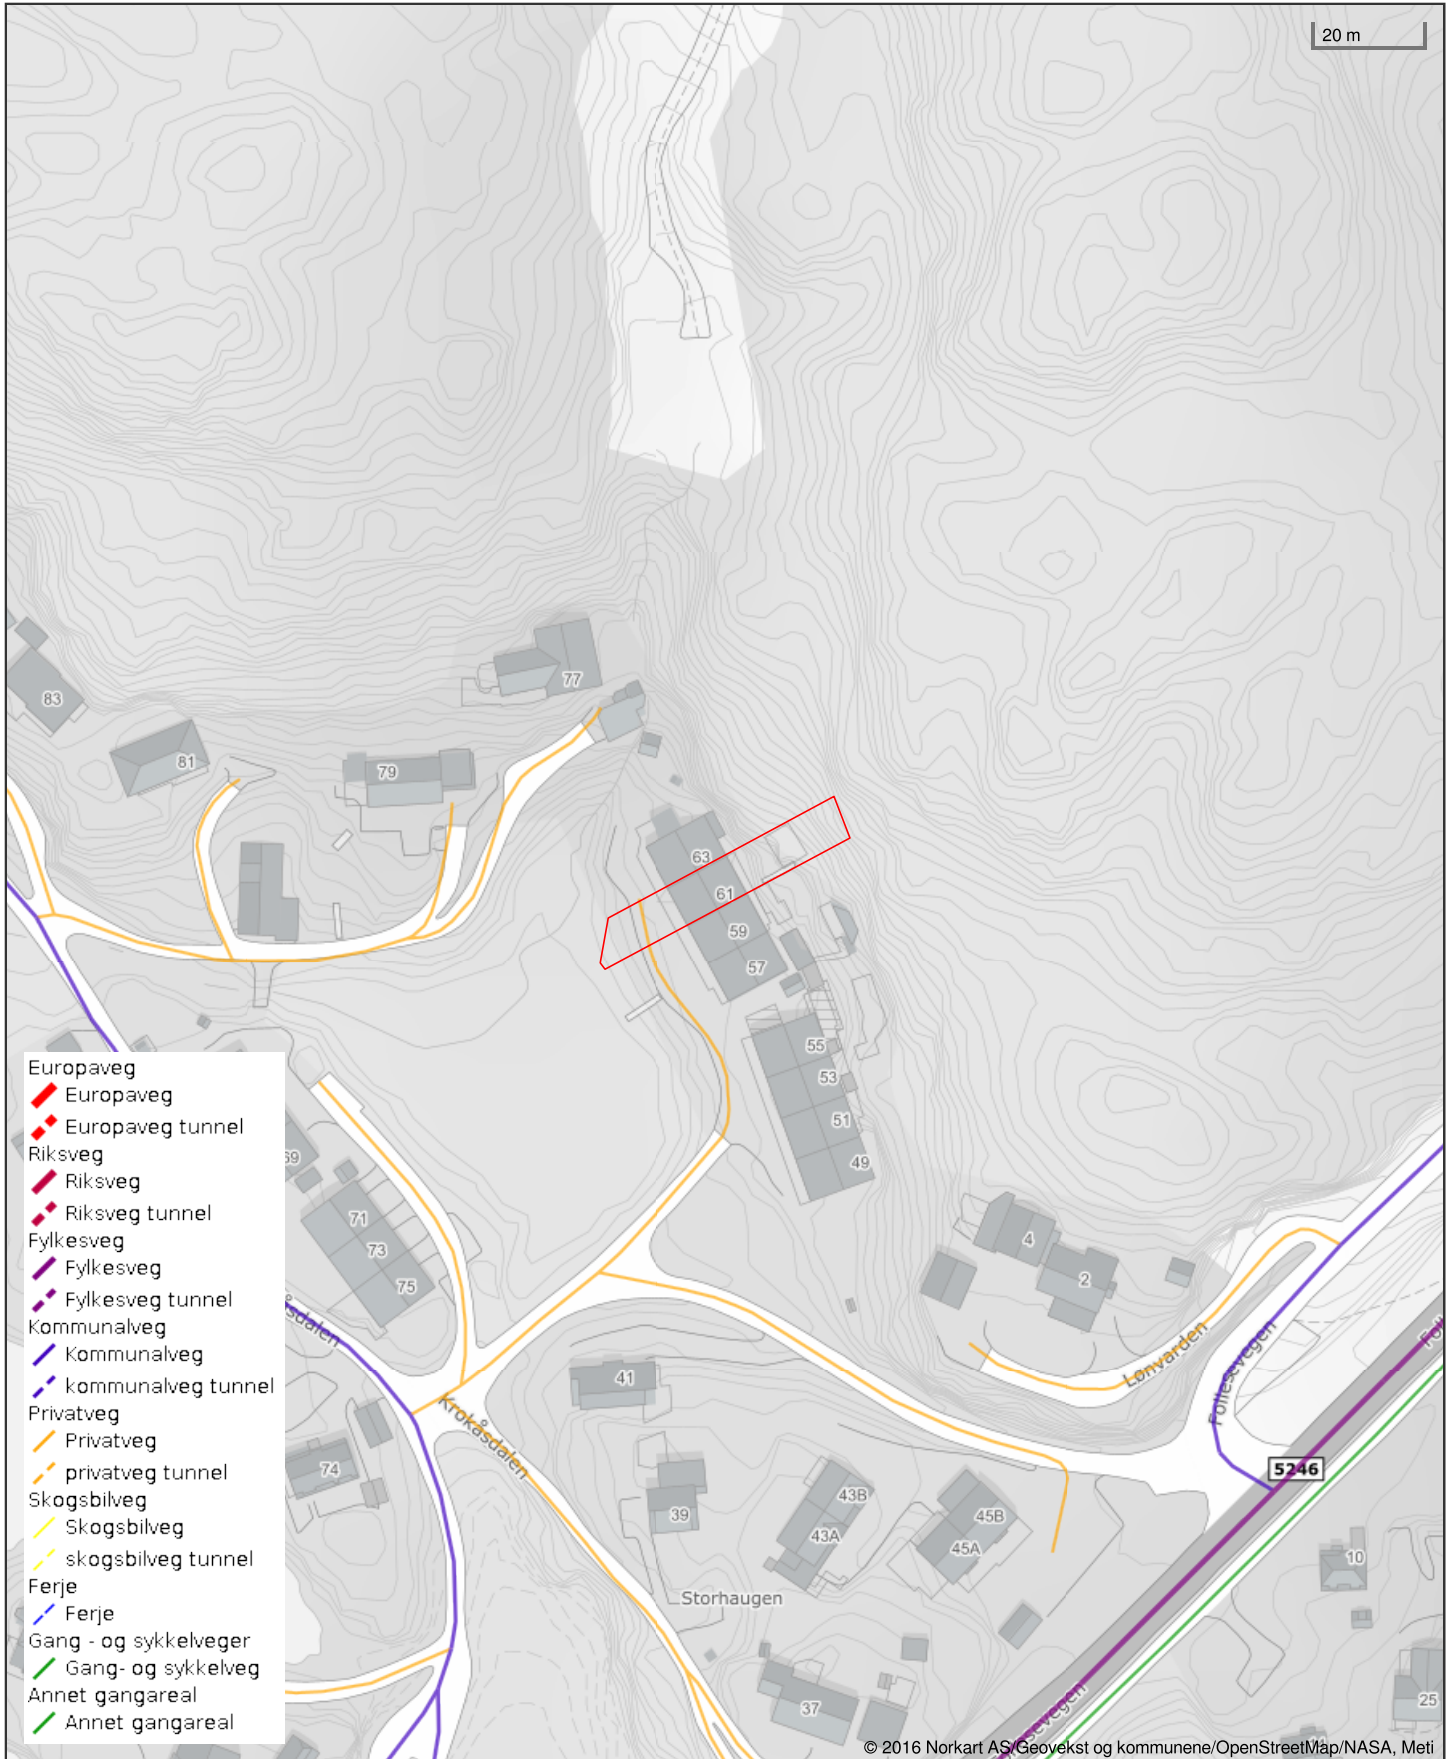 20 m
77
83
81
79
63
61
59
57
55
53
51
49
Europaveg
Europaveg
Europaveg tunnel
Riksveg
Riksveg
Riksveg tunnel
Fylkesveg
Fylkesveg
Fylkesveg tunnel
Kommunalveg
Kommunalveg
kommunalveg tunnel
Privatveg
Privatveg
privatveg tunnel
Skogsbilveg
Skogsbilveg
skogsbilveg tunnel
Ferje
Ferje
Gang - og sykkelveger
Gang- og sykkelveg
Annet gangareal
Annet gangareal
69
71
73
75
åsdalen
4
2
Lønvarden
Follesevegen
Foll
41
Krokåsdalen
74
5246
39
43B
43A
45B
45A
10
Storhaugen
37
25
sevegen
© 2016 Norkart AS/Geovekst og kommunene/OpenStreetMap/NASA, Meti